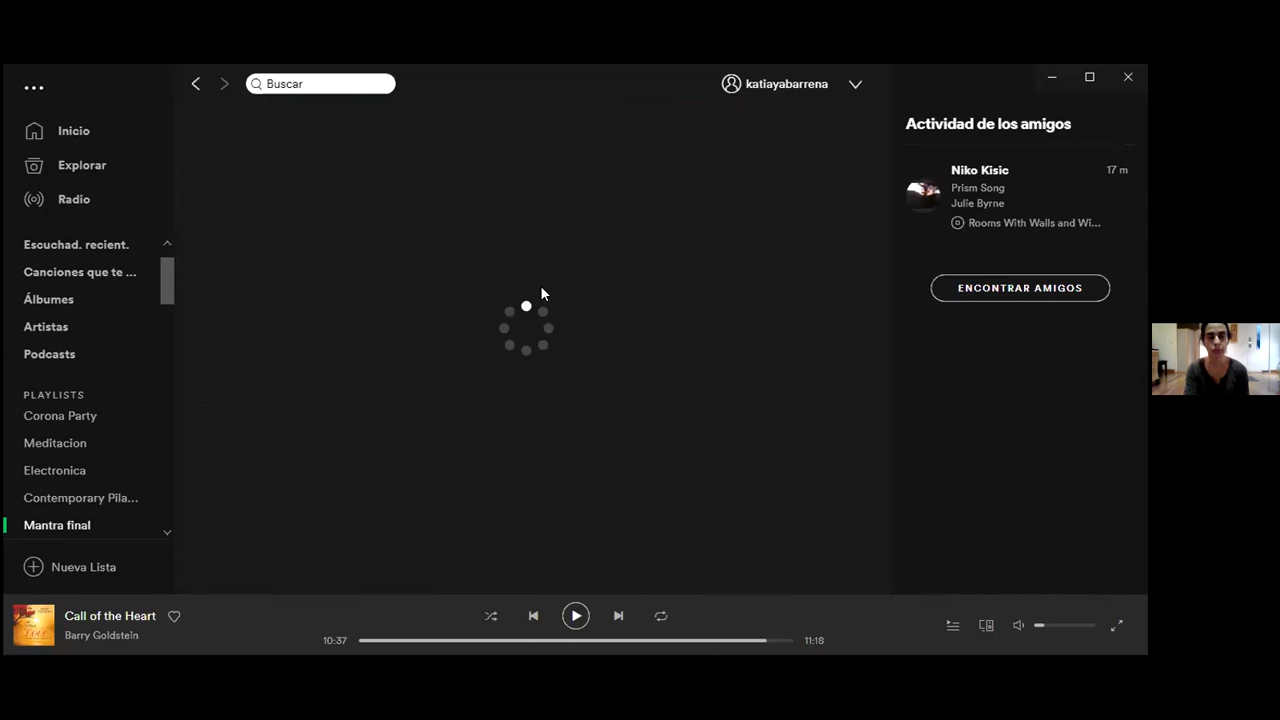 Buscar
katiayabarrena
Inicio
Explorar
Radio
Escuchad. recient.
Canciones que te ...
Álbumes
Artistas
Podcasts
PLAYLISTS
Corona Party
Meditacion
Electronica
Contemporary Pila...
Mantra final
Nueva Lista
Actividad de los amigos
Niko Kisic
17 m
Prism Song
Julie Byrne
Rooms With Walls and Wi...
ENCONTRAR AMIGOS
Call of the Heart
Barry Goldstein
10:37
11:18